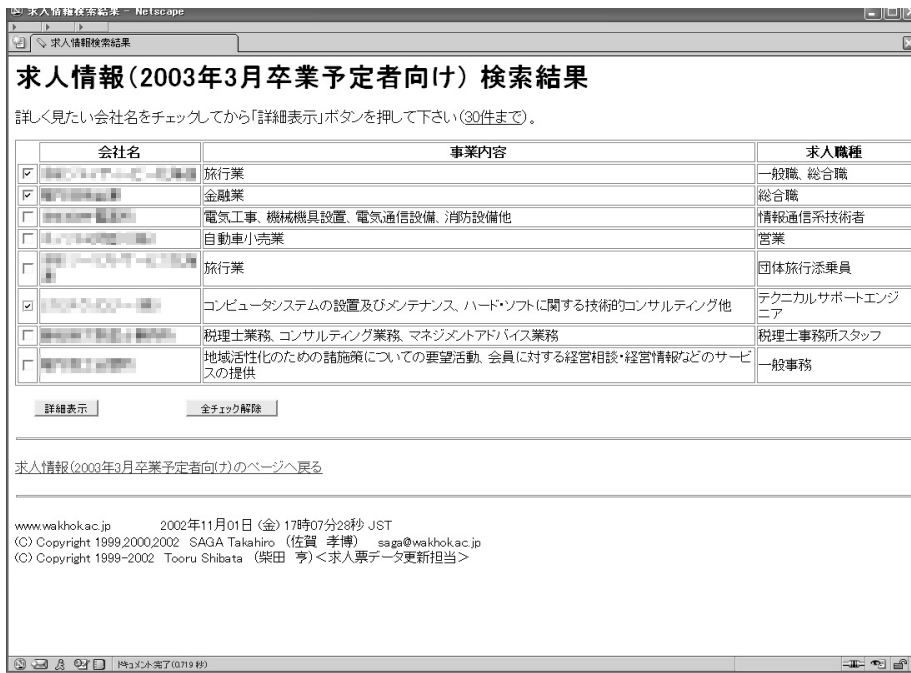 求人情報検索結果 - Netscape
求人情報検索結果
求人情報(2003年3月卒業予定者向け) 検索結果
詳しく見たい会社名をチェックしてから「詳細表示」ボタンを押して下さい(30件まで)。
会社名 事業内容 求人職種
旅行業 一般職、総合職
金融業 総合職
電気工事、機械機具設置、電気通信設備、消防設備他 情報通信系技術者
自動車小売業 営業
旅行業 団体旅行添乗員
コンピュータシステムの設置及びメンテナンス、ハード・ソフトに関する技術的コンサルティング他 テクニカルサポートエンジ
ニア
税理士業務、コンサルティング業務、マネジメントアドバイス業務 税理士事務所スタッフ
地域活性化のための諸施策についての要望活動、会員に対する経営相談・経営情報などのサービ
スの提供 一般事務
詳細表示 全チェック解除
求人情報(2003年3月卒業予定者向け)のページへ戻る
www.wakhok.ac.jp 2002年11月01日 (金) 17時07分28秒 JST
(C) Copyright 1999,2000,2002 SAGA Takahiro (佐賀 孝博) saga@wakhok.ac.jp
(C) Copyright 1999-2002 Tooru Shibata (柴田 亨)<求人票データ更新担当>
ドキュメント:完了(0.719 秒)